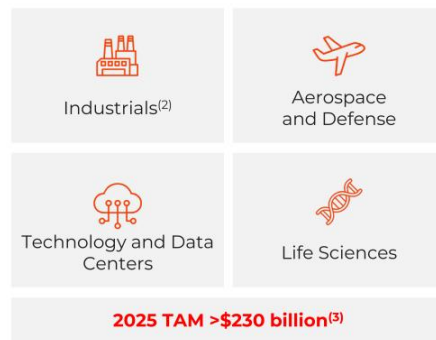 Industrials(2)
Aerospace
and Defense
Technology and Data
Centers
Life Sciences
2025 TAM >$230 billion(3)